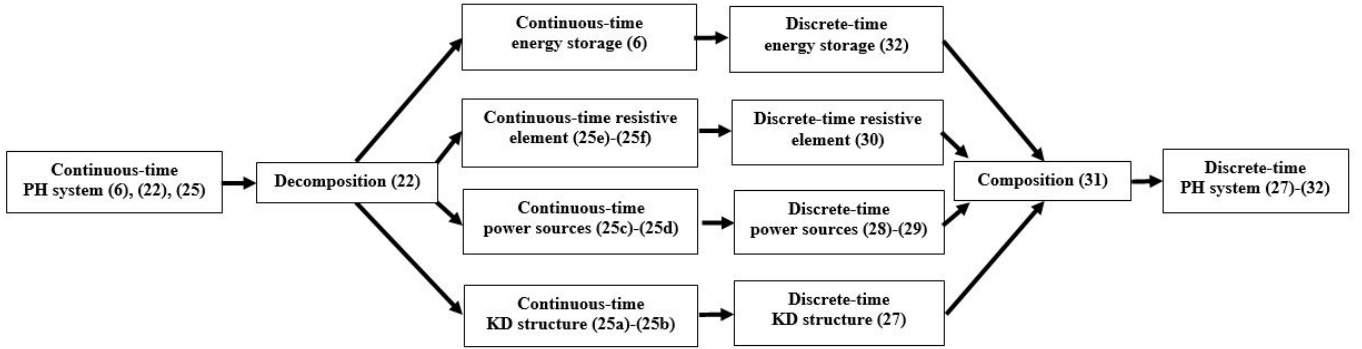 Continuous-time
PH system (6), (22), (25)
Decomposition (22)
Continuous-time
energy storage (6)
Continuous-time resistive
element (25e)-(25f)
Continuous-time
power sources (25c)-(25d)
Continuous-time
KD structure (25a)-(25b)
Discrete-time
energy storage (32)
Discrete-time resistive
element (30)
Discrete-time
power sources (28)-(29)
Discrete-time
KD structure (27)
Composition (31)
Discrete-time
PH system (27)-(32)